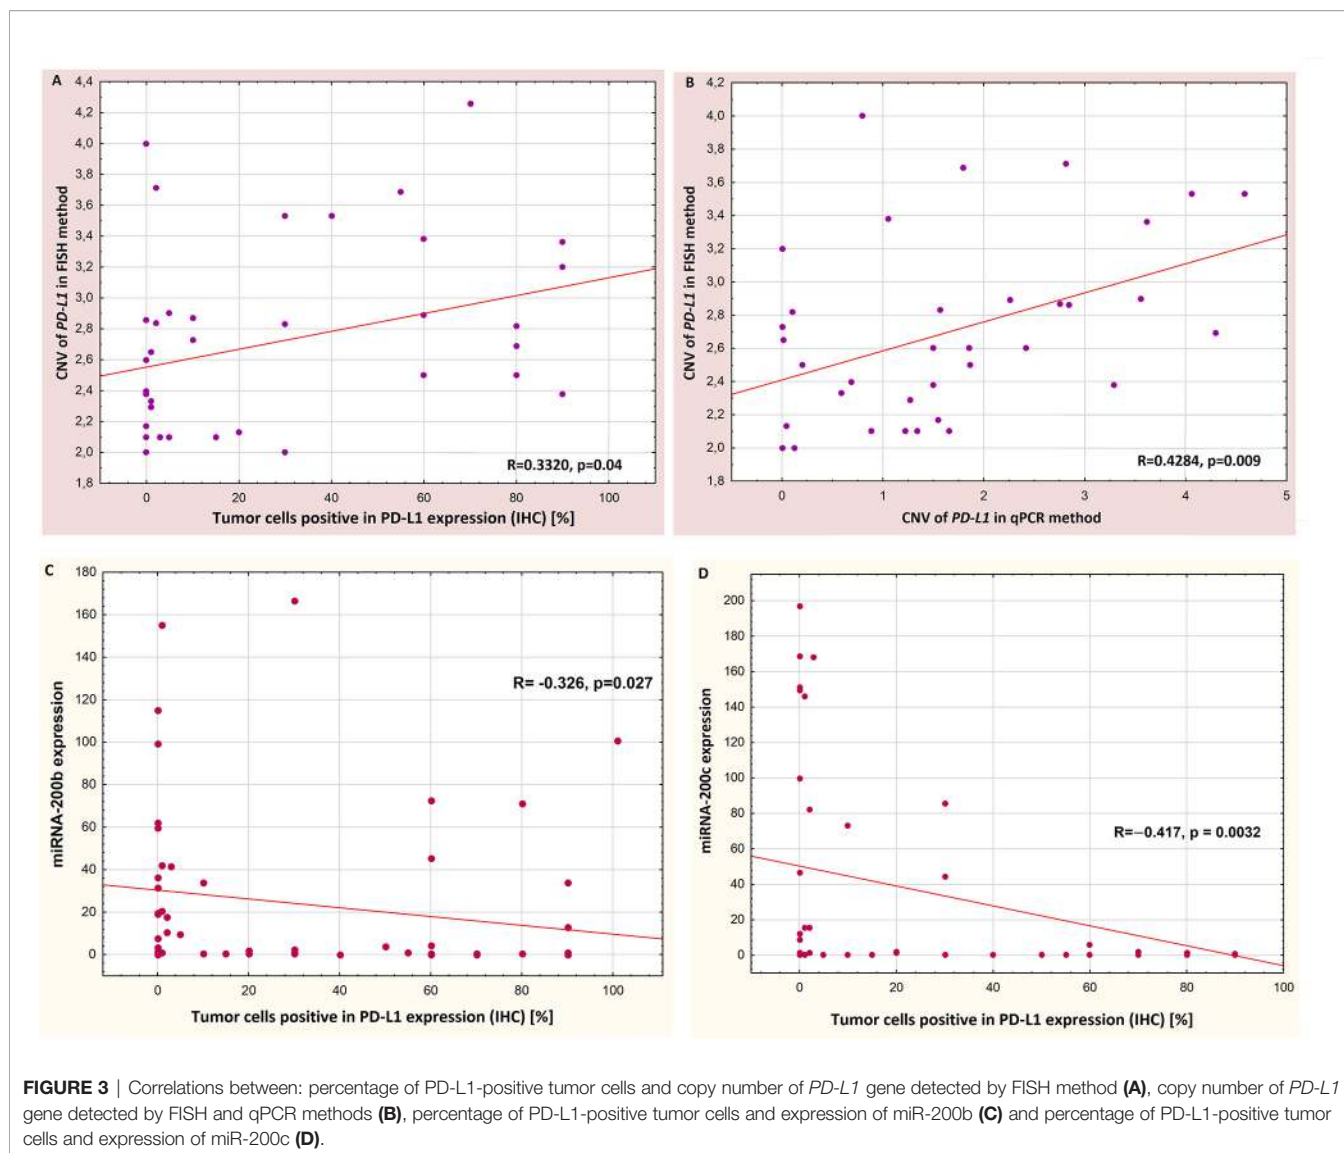 A
4,4
4,2
4,0
3,8
3,6
3,4
3,2
3,0
2,8
2,6
2,4
2,2
2,0
1,8
CNV of PD-L1 in FISH method
R=0.3320, p=0.04
0 20 40 60 80 100
Tumor cells positive in PD-L1 expression (IHC) [%]
B
4,2
4,0
3,8
3,6
3,4
3,2
3,0
2,8
2,6
2,4
2,2
2,0
1,8
CNV of PD-L1 in FISH method
R=0.4284, p=0.009
0 1 2 3 4 5
CNV of PD-L1 in qPCR method
C
180
160
140
120
100
80
60
40
20
0
miRNA-200b expression
R= -0.326, p=0.027
0 20 40 60 80 100
Tumor cells positive in PD-L1 expression (IHC) [%]
D
200
180
160
140
120
100
80
60
40
20
0
miRNA-200c expression
R=−0.417, p = 0.0032
0 20 40 60 80 100
Tumor cells positive in PD-L1 expression (IHC) [%]
FIGURE 3 | Correlations between: percentage of PD-L1-positive tumor cells and copy number of PD-L1 gene detected by FISH method (A), copy number of PD-L1
gene detected by FISH and qPCR methods (B), percentage of PD-L1-positive tumor cells and expression of miR-200b (C) and percentage of PD-L1-positive tumor
cells and expression of miR-200c (D).